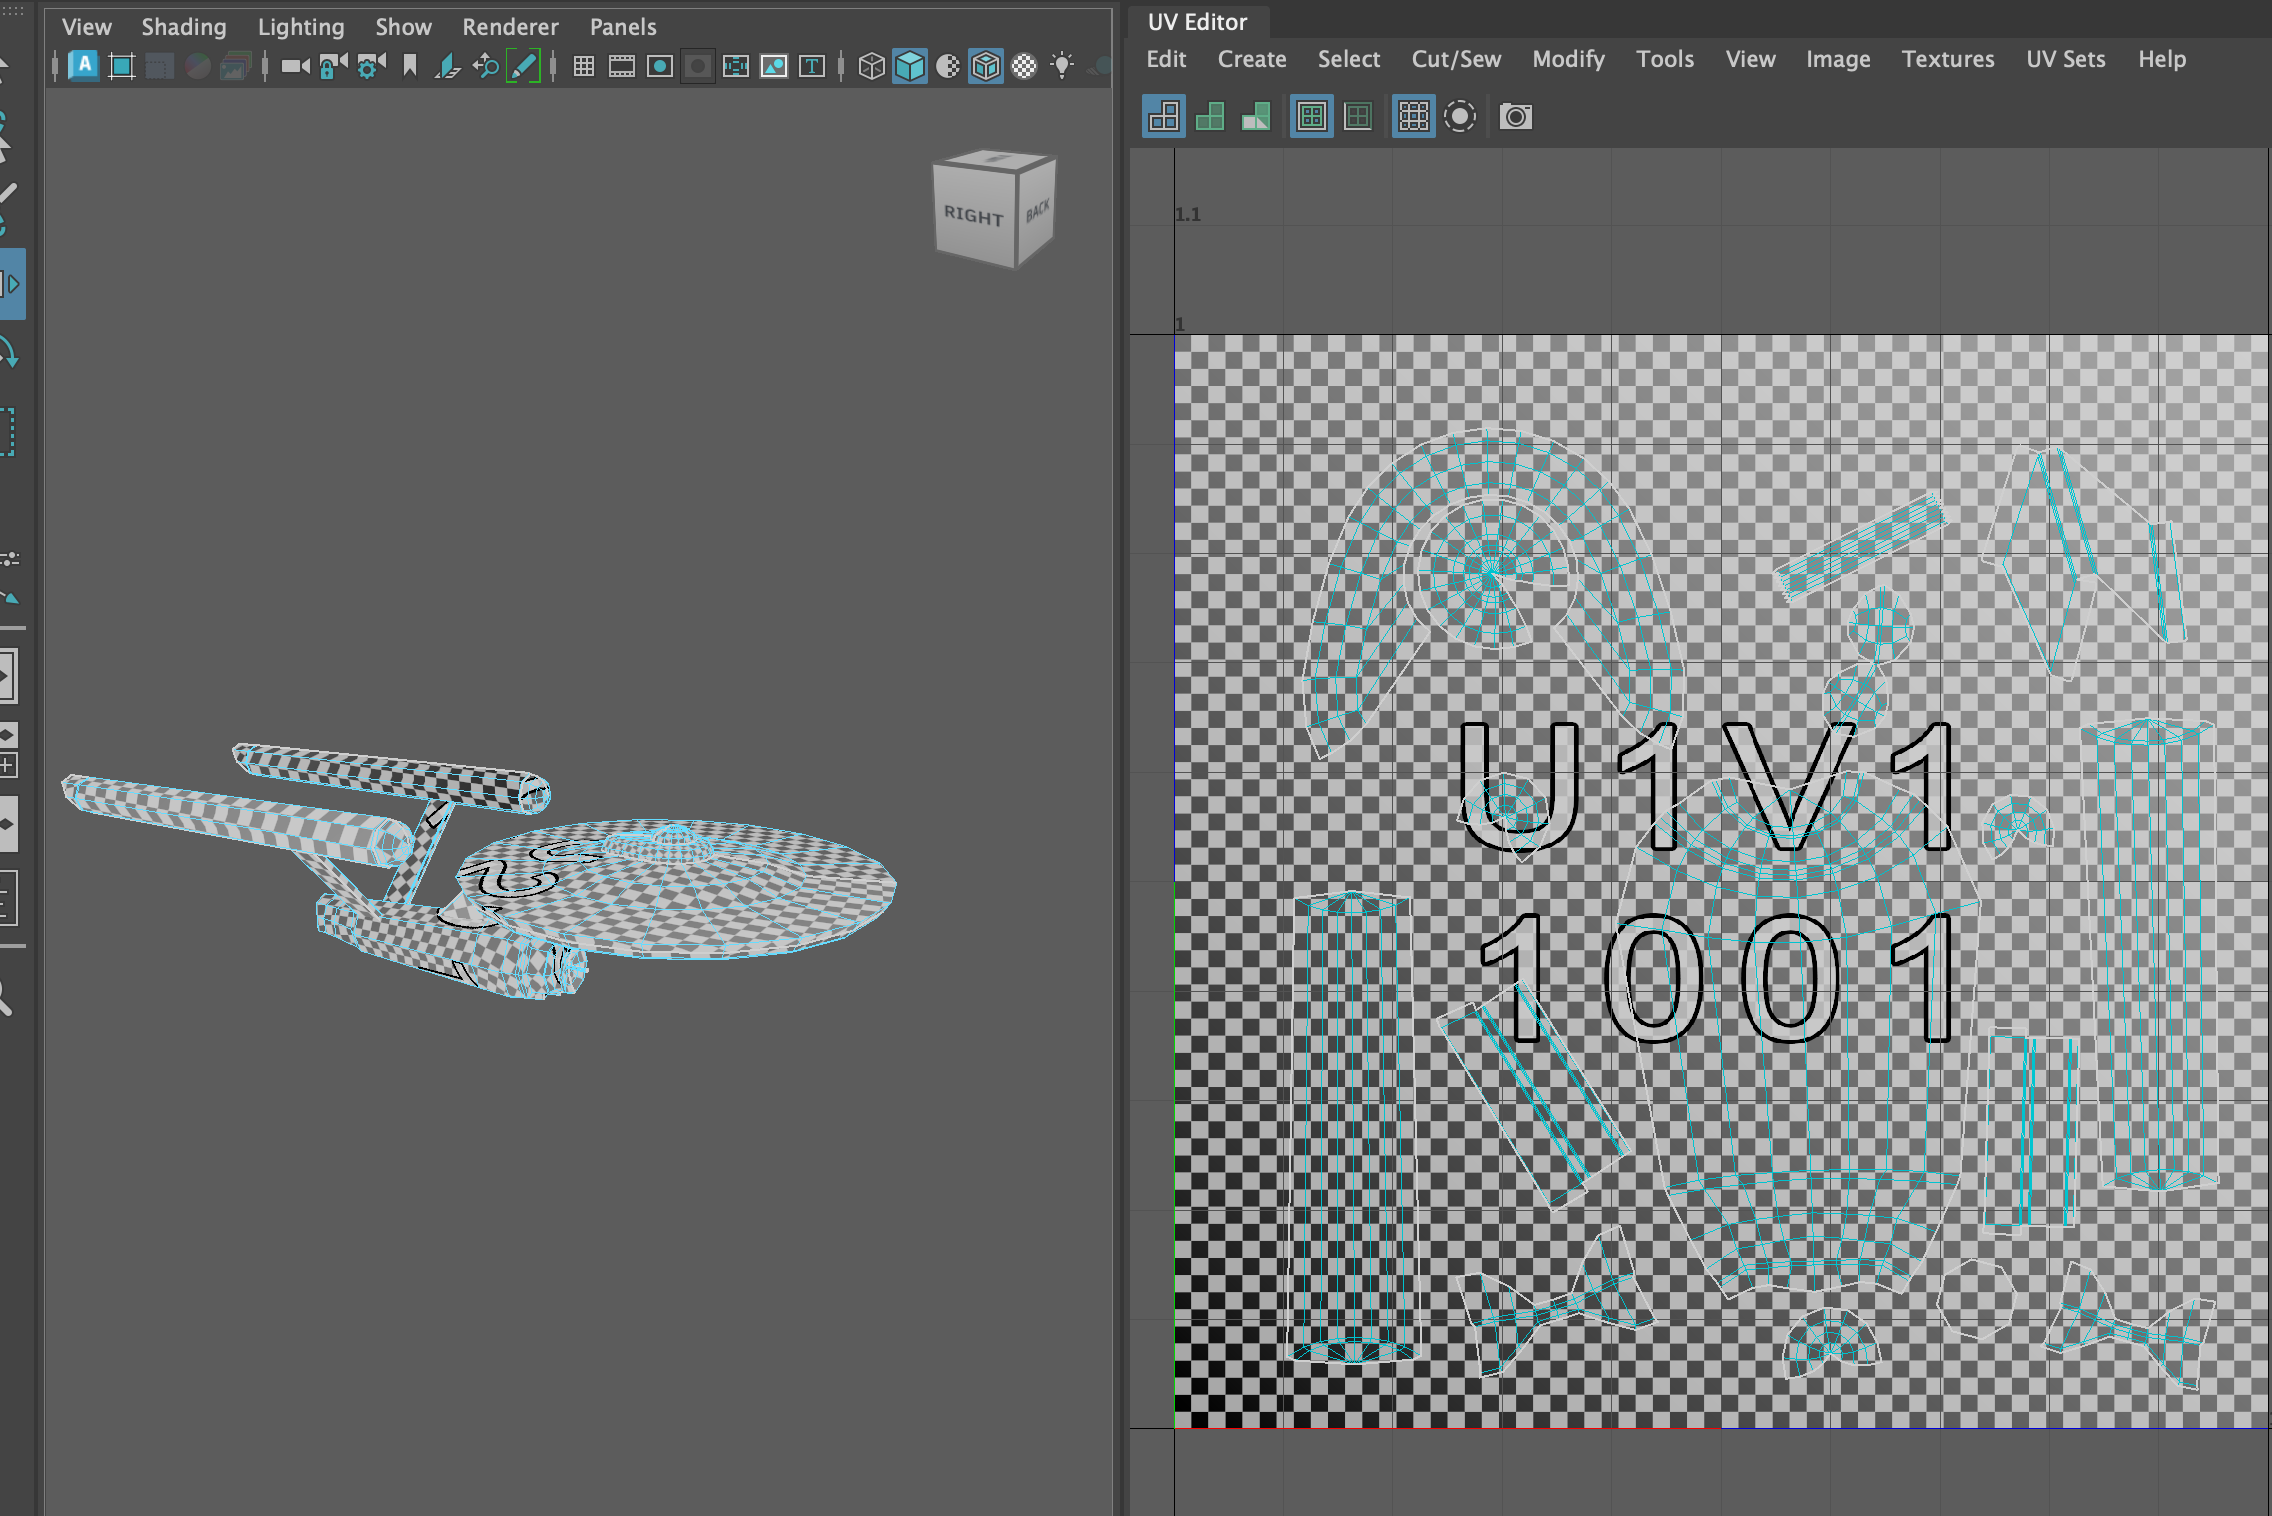 View Shading Lighting Show Renderer Panels
A
T
RIGHT
BACK
UV Editor
Edit Create Select Cut/Sew Modify Tools View Image Textures UV Sets Help
1.1
1
U1V1
1001